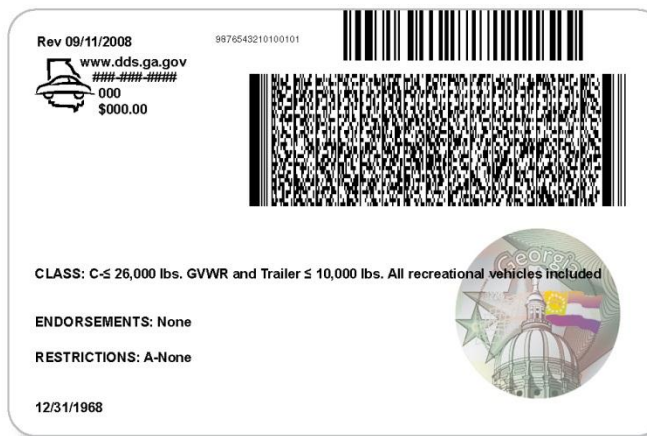 Rev 09/11/2008
9876543210100101
www.dds.ga.gov
###-###-####
000
$000.00
Georgia
CLASS: C-≤ 26,000 lbs. GVWR and Trailer ≤ 10,000 lbs. All recreational vehicles included
ENDORSEMENTS: None
RESTRICTIONS: A-None
12/31/1968